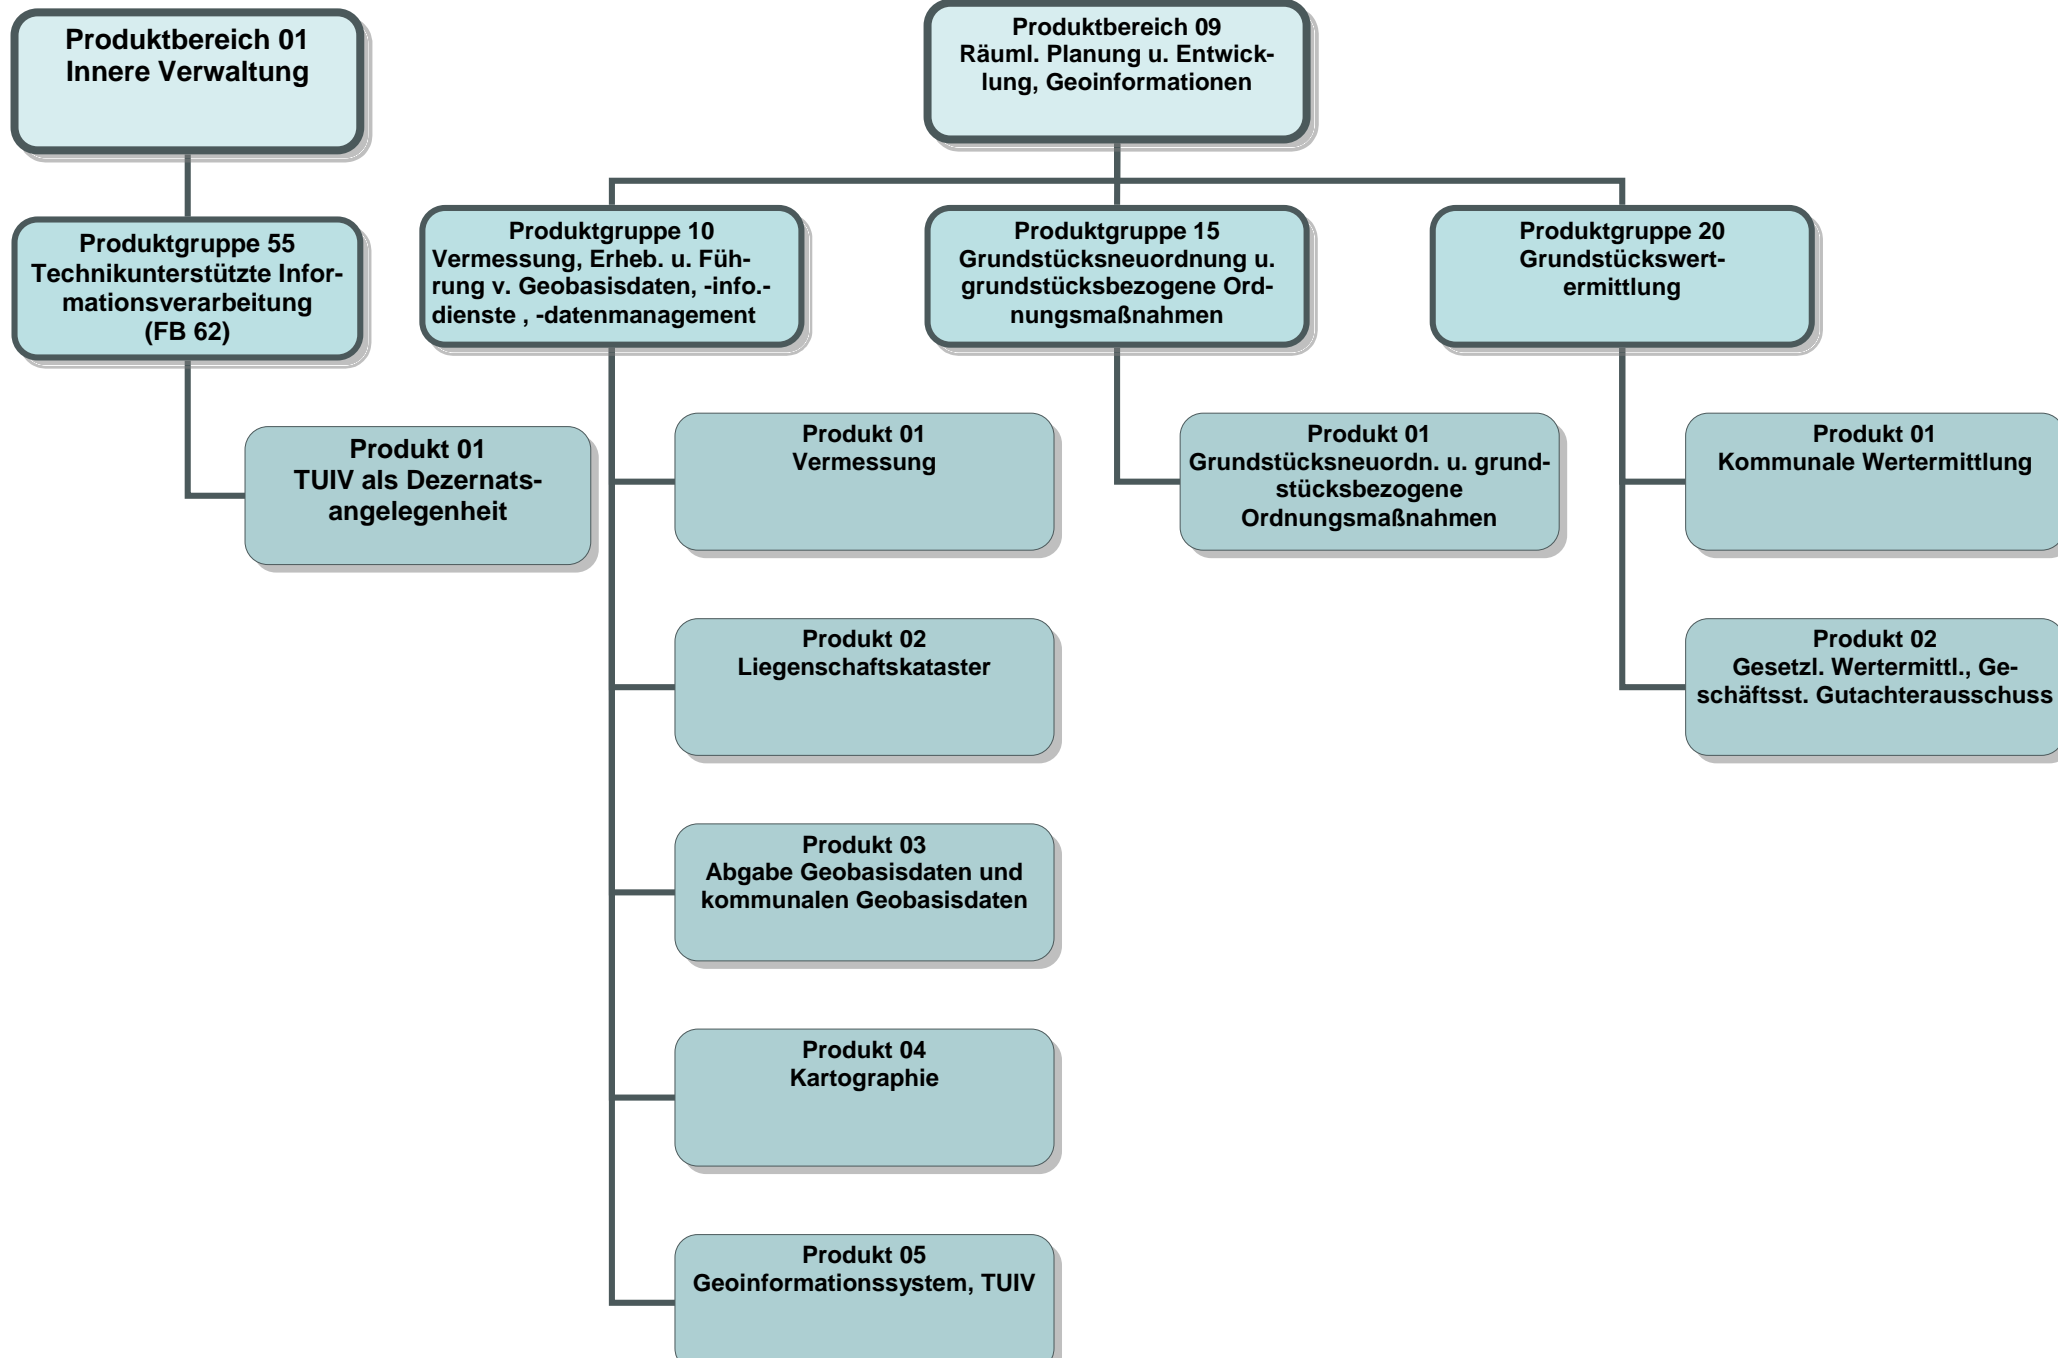 Produktbereich 01
Innere Verwaltung
Produktbereich 09
Räuml. Planung u. Entwick-
lung, Geoinformationen
Produktgruppe 55
Technikunterstützte Infor-
mationsverarbeitung
(FB 62)
Produktgruppe 10
Vermessung, Erheb. u. Füh-
rung v. Geobasisdaten, -info.-
dienste , -datenmanagement
Produktgruppe 15
Grundstücksneuordnung u.
grundstücksbezogene Ord-
nungsmaßnahmen
Produktgruppe 20
Grundstückswert-
ermittlung
Produkt 01
TUIV als Dezernats-
angelegenheit
Produkt 01
Vermessung
Produkt 01
Grundstücksneuordn. u. grund-
stücksbezogene
Ordnungsmaßnahmen
Produkt 01
Kommunale Wertermittlung
Produkt 02
Liegenschaftskataster
Produkt 02
Gesetzl. Wertermittl., Ge-
schäftsst. Gutachterausschuss
Produkt 03
Abgabe Geobasisdaten und
kommunalen Geobasisdaten
Produkt 04
Kartographie
Produkt 05
Geoinformationssystem, TUIV